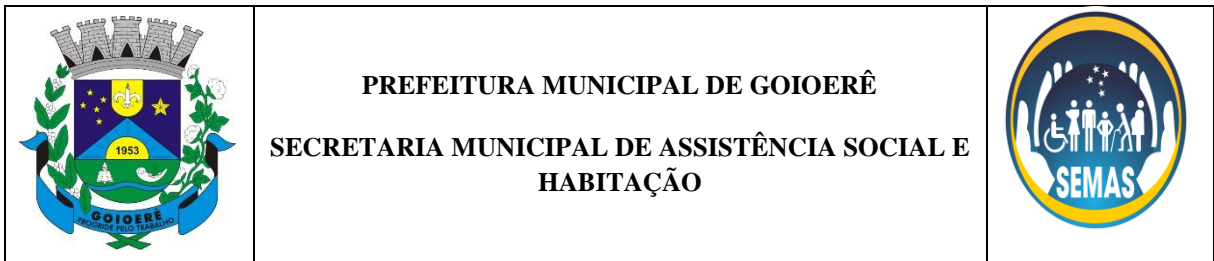 1953
GOIOERÊ
PROGRIDE PELO TRABALHO
PREFEITURA MUNICIPAL DE GOIOERÊ
SECRETARIA MUNICIPAL DE ASSISTÊNCIA SOCIAL E
HABITAÇÃO
SEMAS